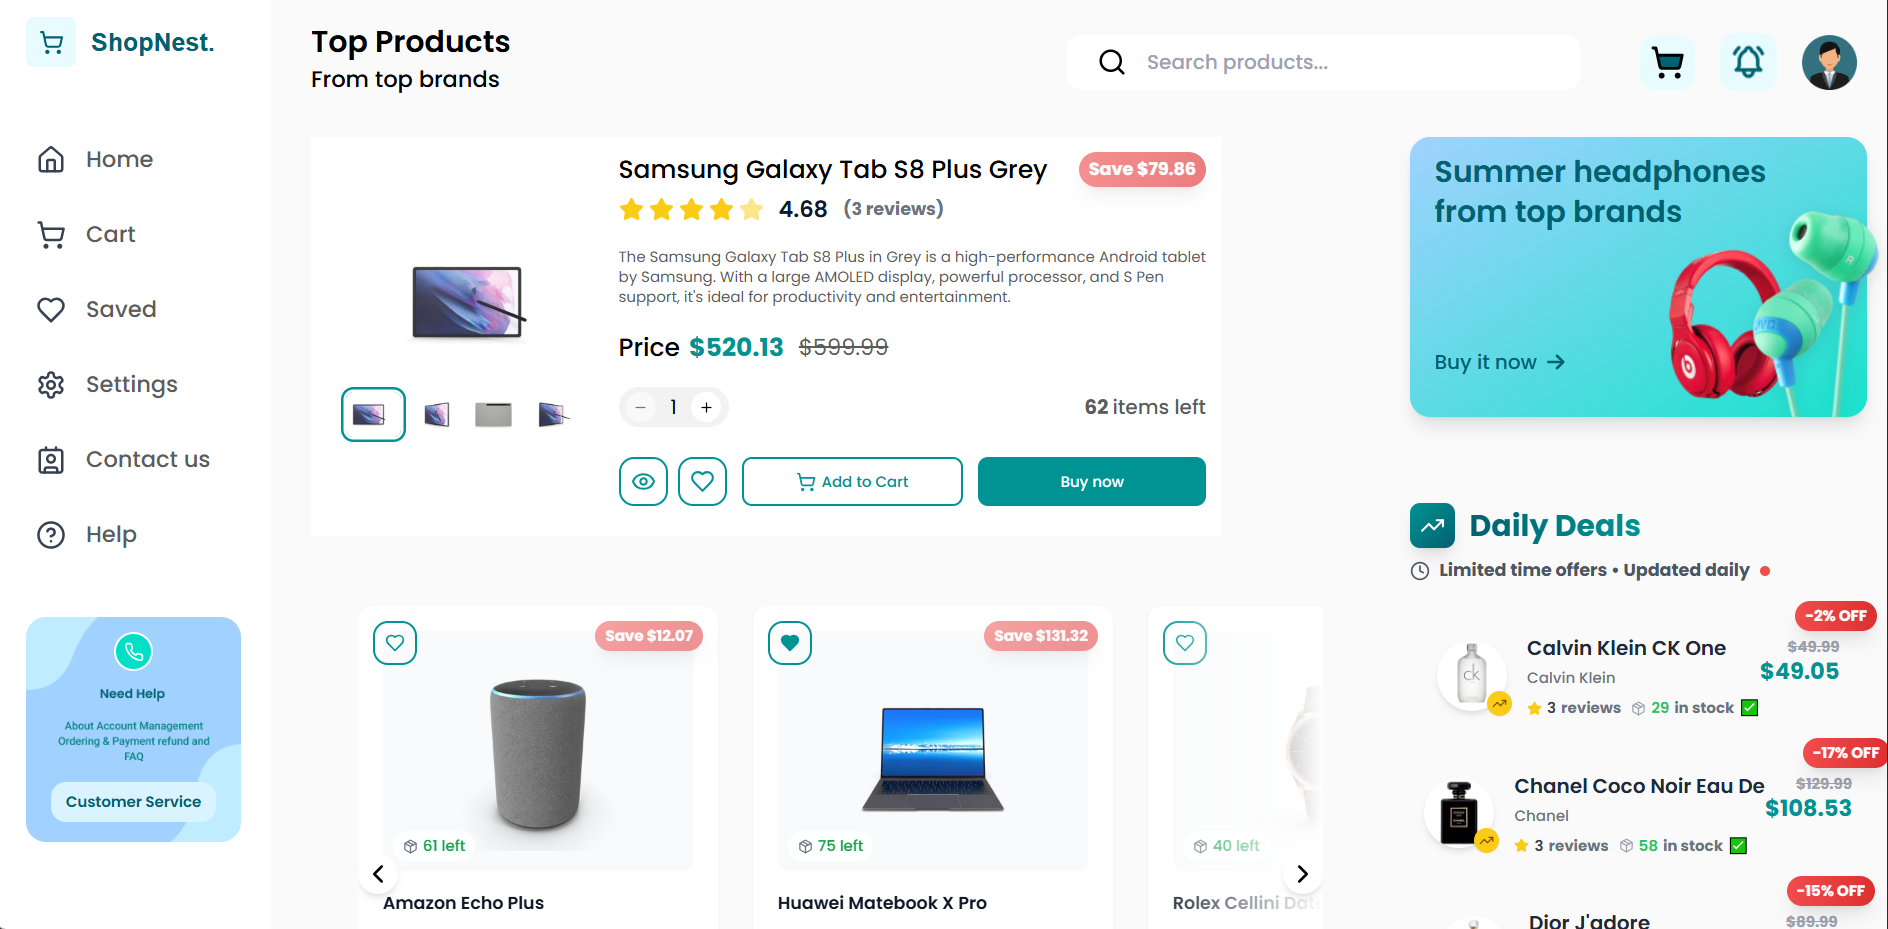 ShopNest.
Home
Cart
Saved
Settings
Contact us
Help
Need Help
About Account Management
Ordering & Payment refund and
FAQ
Customer Service
Top Products
From top brands
Search products...
Samsung Galaxy Tab S8 Plus Grey
Save $79.86
4.68 (3 reviews)
The Samsung Galaxy Tab S8 Plus in Grey is a high-performance Android tablet
by Samsung. With a large AMOLED display, powerful processor, and S Pen
support, it's ideal for productivity and entertainment.
Price $520.13 $599.99
1
62 items left
Add to Cart
Buy now
Save $12.07
61 left
Amazon Echo Plus
Save $131.32
75 left
Huawei Matebook X Pro
40 left
Rolex Cellini Dat
Summer headphones
from top brands
Buy it now
Daily Deals
Limited time offers • Updated daily
-2% OFF
Calvin Klein CK One
$49.99
Calvin Klein
$49.05
3 reviews 29 in stock
-17% OFF
Chanel Coco Noir Eau De
$129.99
Chanel
$108.53
3 reviews 58 in stock
-15% OFF
Dior J'adore
$89.99